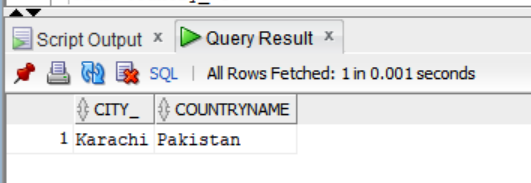 Script Output × Query Result ×
SQL | All Rows Fetched: 1 in 0.001 seconds
CITY_ COUNTRYNAME
1 Karachi Pakistan